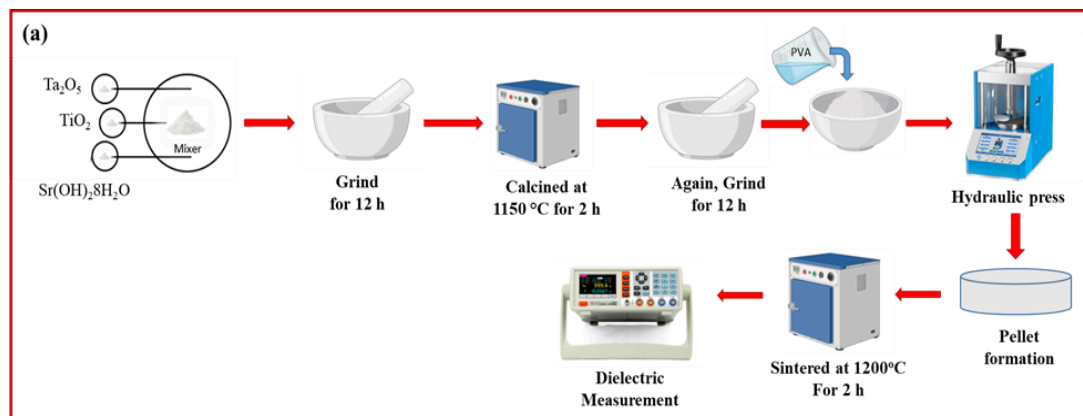 (a)
Ta₂O₅
TiO₂
Sr(OH)₂8H₂O
Mixer
Grind
for 12 h
Calcined at
1150 °C for 2 h
Again, Grind
for 12 h
PVA
Hydraulic press
Pellet
formation
Sintered at 1200°C
For 2 h
Dielectric
Measurement